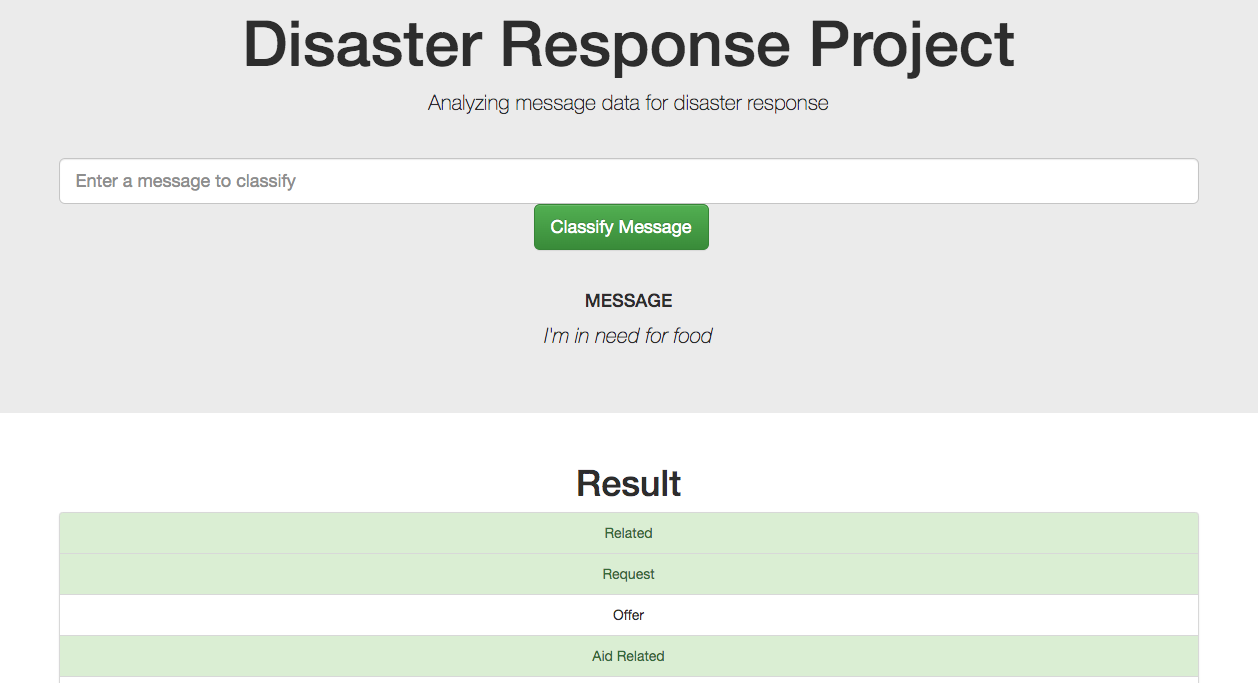 Disaster Response Project
Analyzing message data for disaster response
Enter a message to classify
Classify Message
MESSAGE
I'm in need for food
Result
Related
Request
Offer
Aid Related